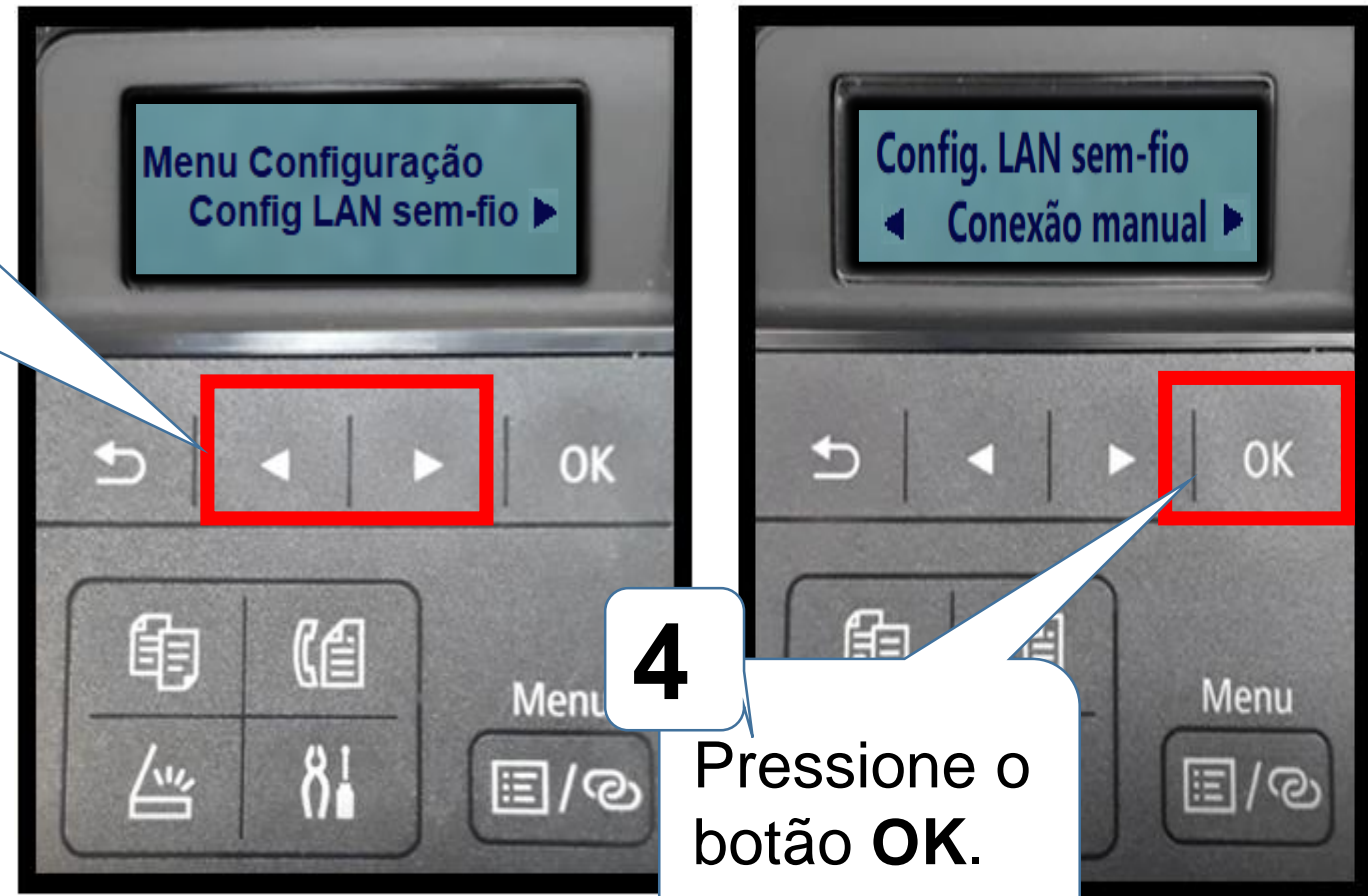 Menu Configuração
Config LAN sem-fio
OK
Menu
Config. LAN sem-fio
Conexão manual
OK
Menu
4
Pressione o
botão OK.